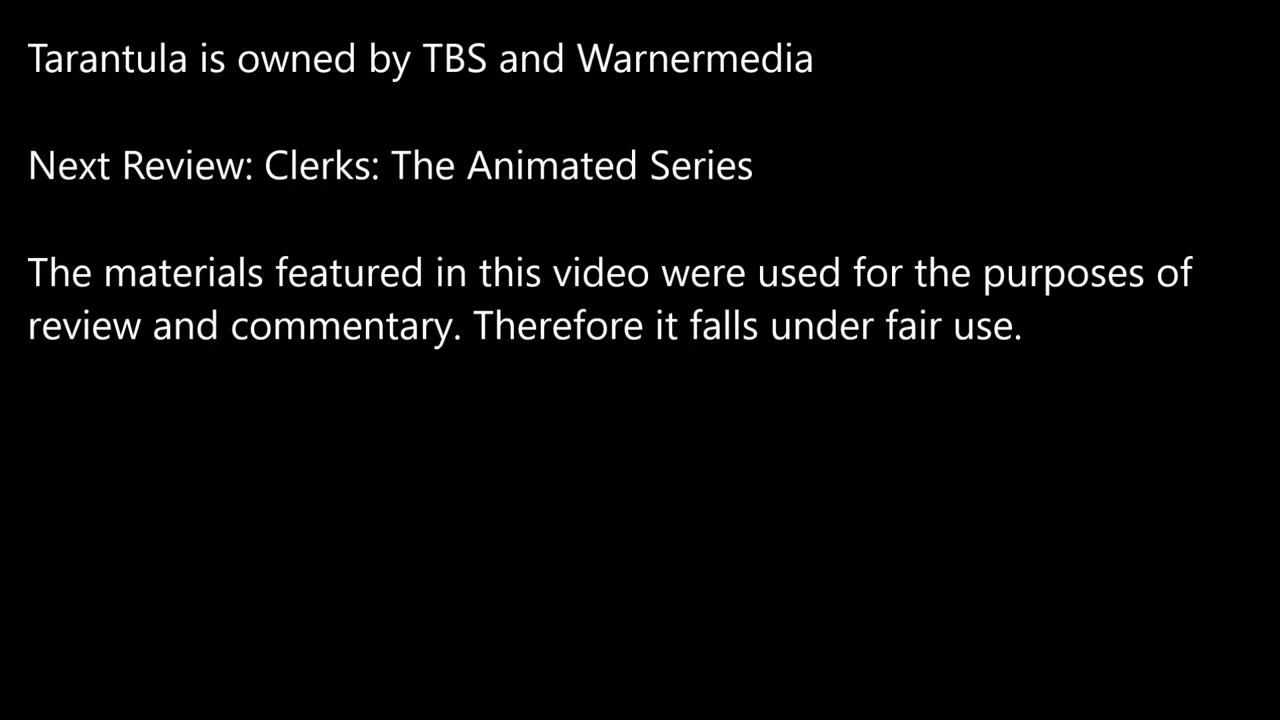 Tarantula is owned by TBS and Warnermedia
Next Review: Clerks: The Animated Series
The materials featured in this video were used for the purposes of
review and commentary. Therefore it falls under fair use.